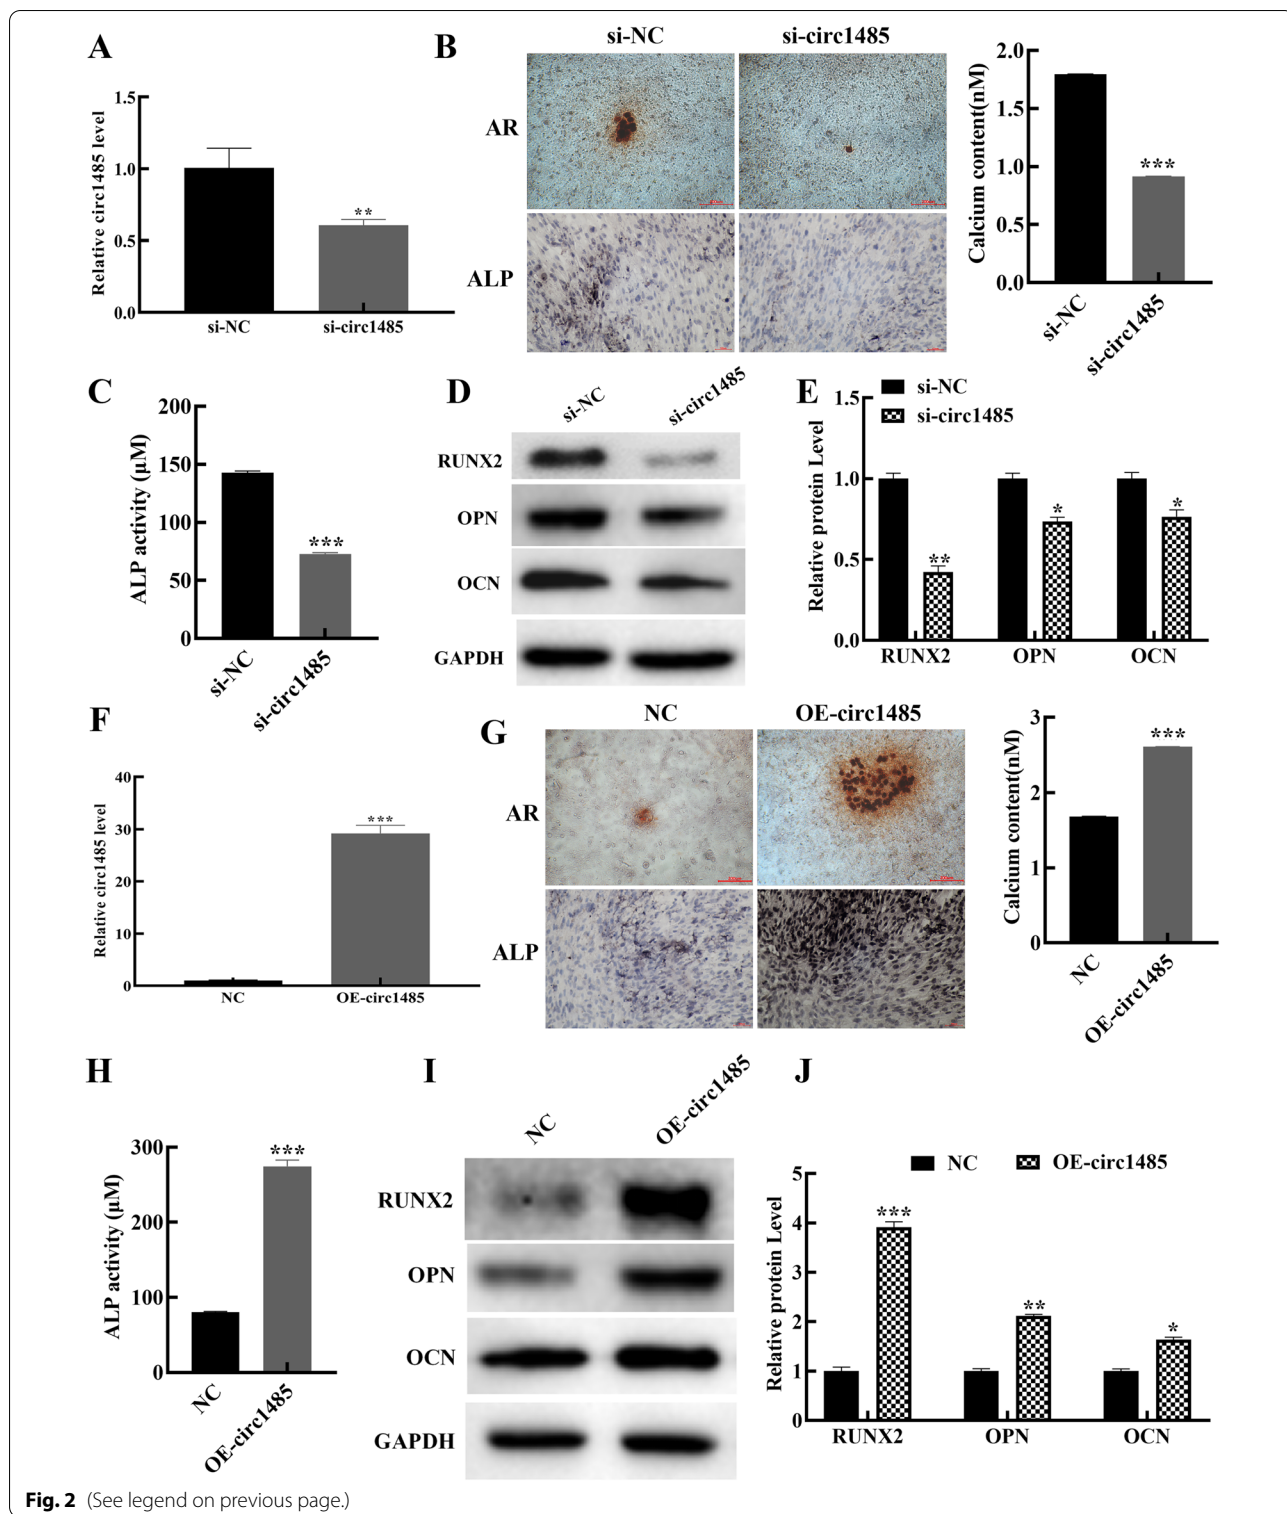 A
Relative circ1485 level
1.5
1.0
0.5
0.0
**
si-NC
si-circ1485
B
si-NC
si-circ1485
AR
ALP
Calcium content(nM)
2.0
1.5
1.0
0.5
0.0
***
si-NC
si-circ1485
C
ALP activity (μM)
200
150
100
50
0
***
si-NC
si-circ1485
D
si-NC
si-circ1485
RUNX2
OPN
OCN
GAPDH
E
si-NC
si-circ1485
Relative protein Level
1.5
1.0
0.5
0.0
**
*
*
RUNX2
OPN
OCN
F
Relative circ1485 level
40
30
20
10
0
***
NC
OE-circ1485
G
NC
OE-circ1485
AR
ALP
Calcium content(nM)
3
2
1
0
***
NC
OE-circ1485
H
ALP activity (μM)
300
200
100
0
***
NC
OE-circ1485
I
NC
OE-circ1485
RUNX2
OPN
OCN
GAPDH
J
NC
OE-circ1485
Relative protein Level
5
4
3
2
1
0
***
**
*
RUNX2
OPN
OCN
Fig. 2 (See legend on previous page.)